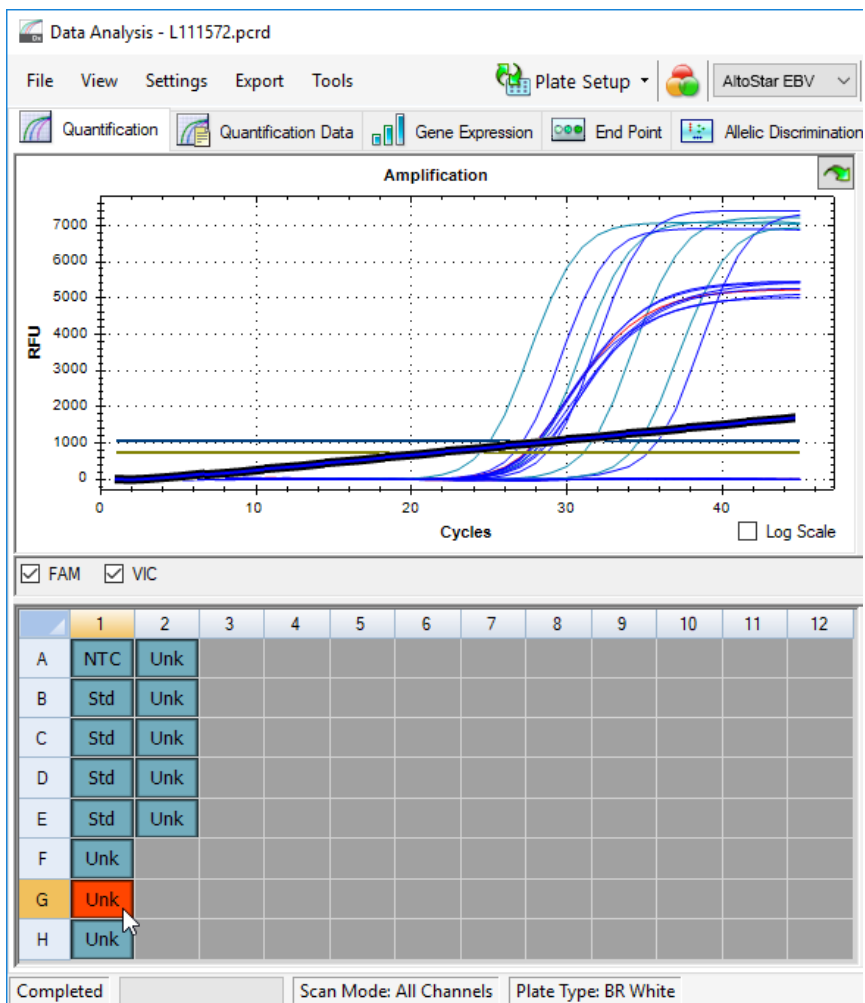 Data Analysis - L111572.pcrd
File View Settings Export Tools Plate Setup AltoStar EBV
Quantification Quantification Data Gene Expression End Point Allelic Discrimination
Amplification
7000
6000
5000
4000
3000
2000
1000
0
RFU
0 10 20 30 40
Cycles
Log Scale
FAM VIC
1 2 3 4 5 6 7 8 9 10 11 12
A NTC Unk
B Std Unk
C Std Unk
D Std Unk
E Std Unk
F Unk
G Unk
H Unk
Completed Scan Mode: All Channels Plate Type: BR White